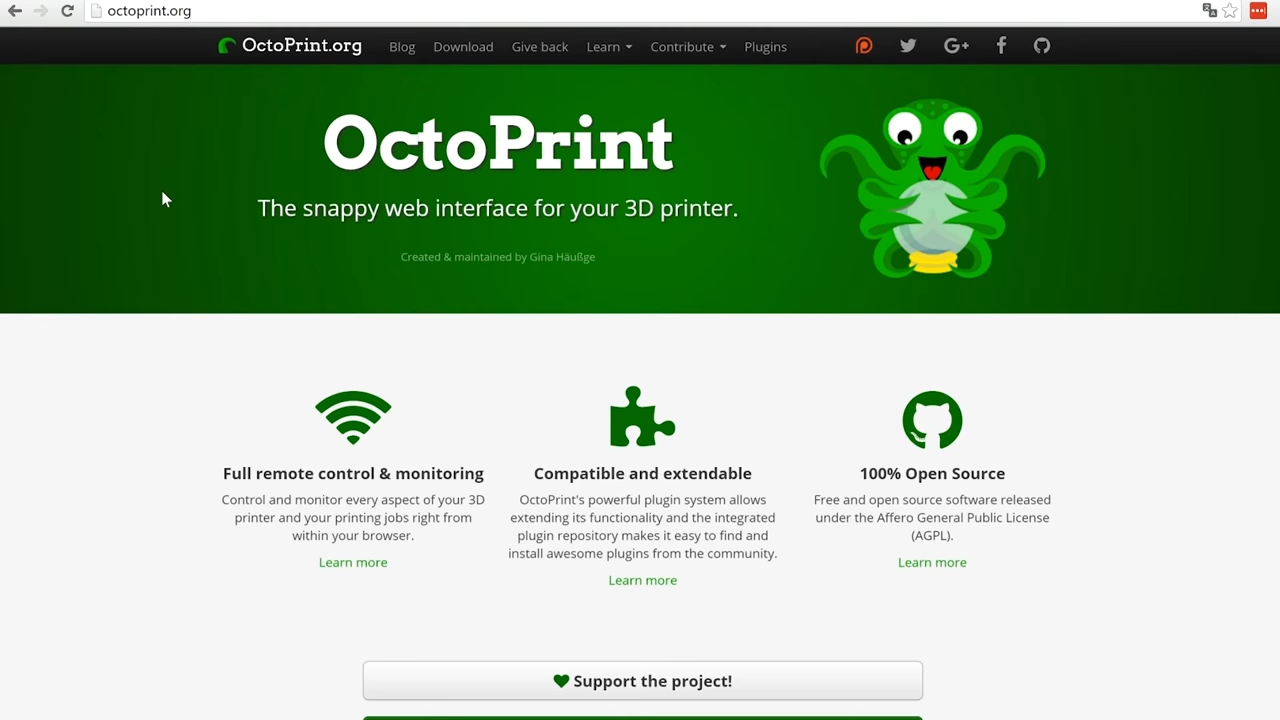 octoprint.org
OctoPrint.org Blog Download Give back Learn Contribute Plugins
OctoPrint
The snappy web interface for your 3D printer.
Created & maintained by Gina Häußge
Full remote control & monitoring
Control and monitor every aspect of your 3D
printer and your printing jobs right from
within your browser.
Learn more
Compatible and extendable
OctoPrint's powerful plugin system allows
extending its functionality and the integrated
plugin repository makes it easy to find and
install awesome plugins from the community.
Learn more
100% Open Source
Free and open source software released
under the Affero General Public License
(AGPL).
Learn more
Support the project!